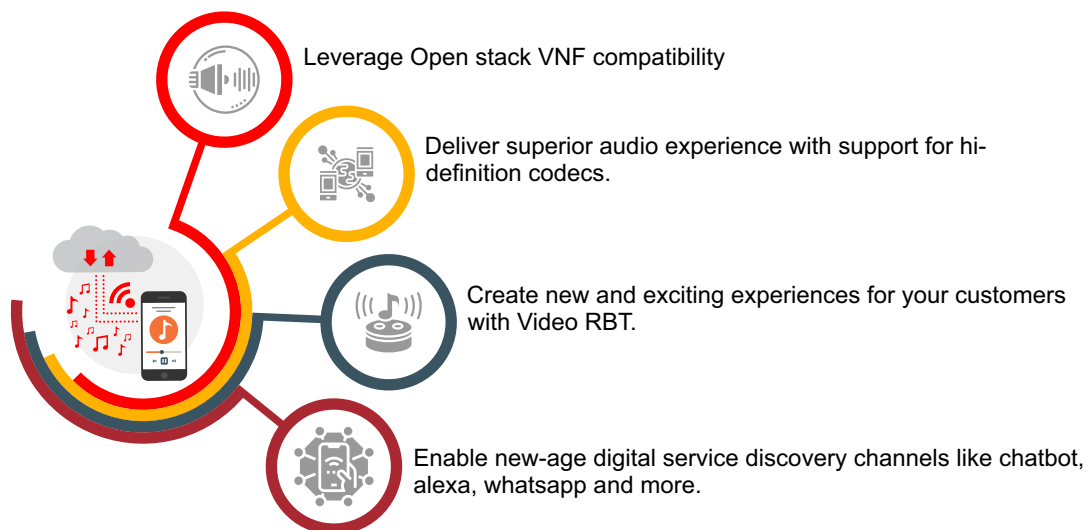 Leverage Open stack VNF compatibility
Deliver superior audio experience with support for hi-
definition codecs.
Create new and exciting experiences for your customers
with Video RBT.
Enable new-age digital service discovery channels like chatbot,
alexa, whatsapp and more.